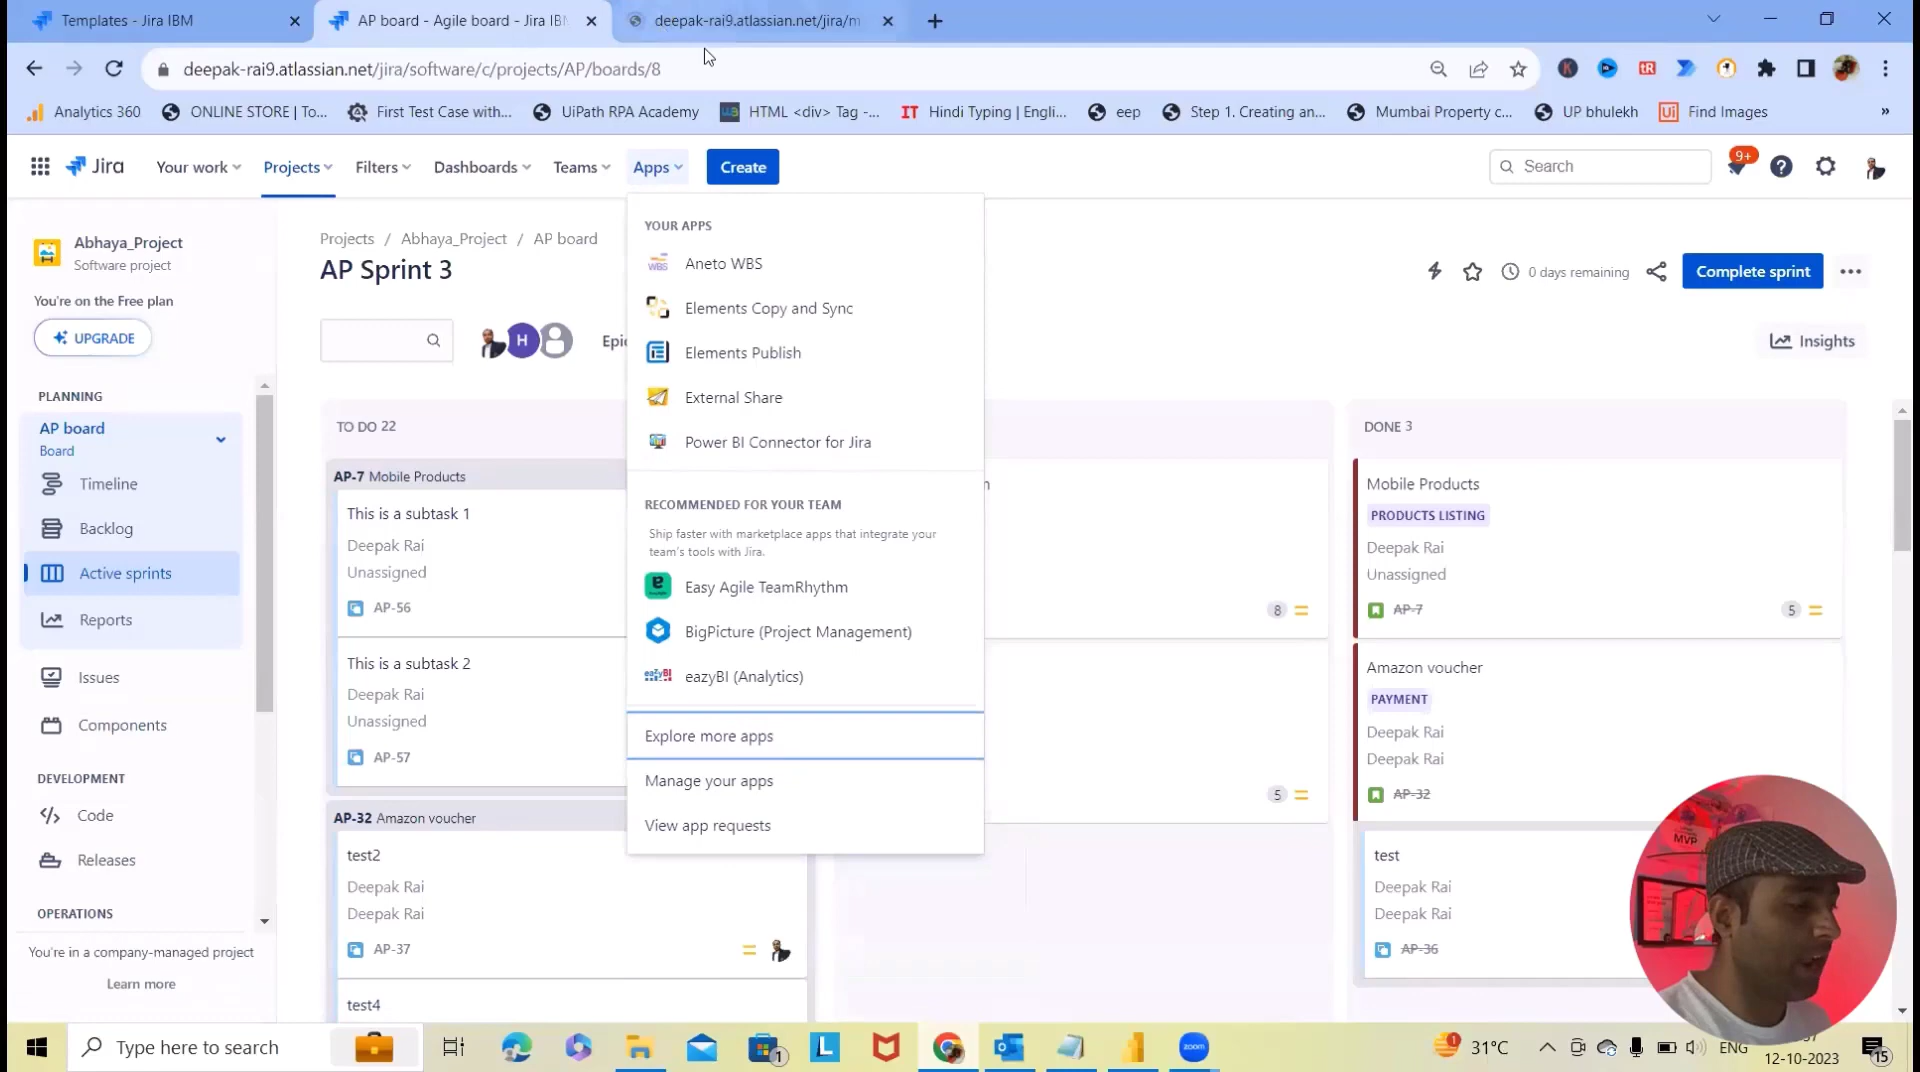 Templates - Jira IBM
AP board - Agile board - Jira IB
deepak-rai9.atlassian.net/jira/m
deepak-rai9.atlassian.net/jira/software/c/projects/AP/boards/8
Analytics 360
ONLINE STORE | To...
First Test Case with...
UiPath RPA Academy
HTML <div> Tag -...
IT Hindi Typing | Engli...
eep
Step 1. Creating an...
Mumbai Property c...
UP bhulekh
Ui Find Images
»
Jira
Your work
Projects
Filters
Dashboards
Teams
Apps
Create
Search
9+
Abhaya_Project
Software project
You're on the Free plan
UPGRADE
PLANNING
AP board
Board
Timeline
Backlog
Active sprints
Reports
Issues
Components
DEVELOPMENT
Code
Releases
OPERATIONS
You're in a company-managed project
Learn more
Projects / Abhaya_Project / AP board
AP Sprint 3
0 days remaining
Complete sprint
H
Epi
Insights
TO DO 22
AP-7 Mobile Products
This is a subtask 1
Deepak Rai
Unassigned
AP-56
This is a subtask 2
Deepak Rai
Unassigned
AP-57
AP-32 Amazon voucher
test2
Deepak Rai
Deepak Rai
AP-37
test4
YOUR APPS
WBS Aneto WBS
Elements Copy and Sync
Elements Publish
External Share
Power BI Connector for Jira
RECOMMENDED FOR YOUR TEAM
Ship faster with marketplace apps that integrate your
team's tools with Jira.
Easy Agile TeamRhythm
BigPicture (Project Management)
eazyBI eazyBI (Analytics)
Explore more apps
Manage your apps
View app requests
8
5
DONE 3
Mobile Products
PRODUCTS LISTING
Deepak Rai
Unassigned
AP-7
5
Amazon voucher
PAYMENT
Deepak Rai
Deepak Rai
AP-32
test
Deepak Rai
Deepak Rai
AP-36
MVP
Type here to search
1
L
zoom
1
31°C
ENG
12-10-2023
15